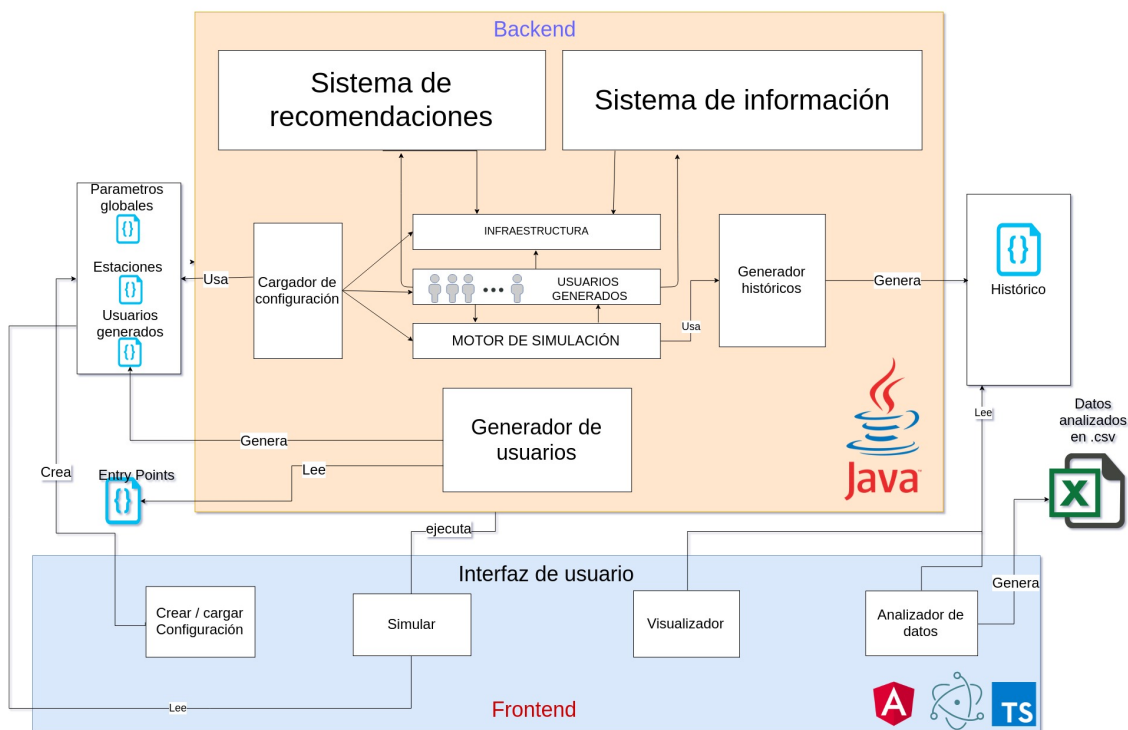 Backend
Sistema de
recomendaciones
Sistema de información
Parametros
globales
{}
Estaciones
{}
Usuarios
generados
{}
Usa
Cargador de
configuración
INFRAESTRUCTURA
USUARIOS
GENERADOS
MOTOR DE SIMULACIÓN
Usa
Generador
históricos
Genera
{}
Histórico
Generador de
usuarios
Genera
Lee
Java
Lee
Datos
analizados
en .csv
X
Crea
Entry Points
{}
ejecuta
Interfaz de usuario
Crear / cargar
Configuración
Simular
Visualizador
Analizador de
datos
Genera
Lee
Frontend
A
TS